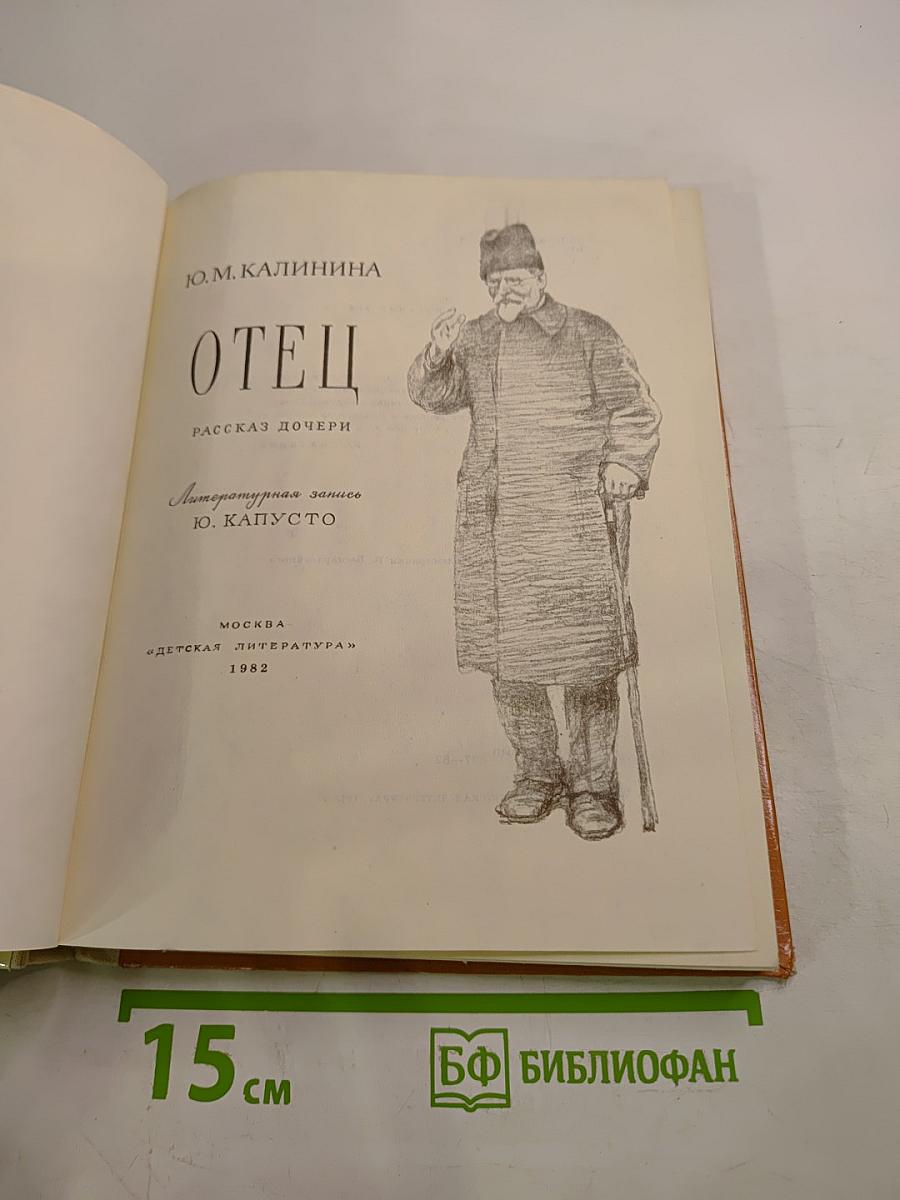 Ю. М. КАЛИНИНА
ОТЕЦ
РАССКАЗ ДОЧЕРИ
Литературная запись
Ю. КАПУСТО
МОСКВА
«ДЕТСКАЯ ЛИТЕРАТУРА»
1982
15 см
БФ БИБЛИОФАН